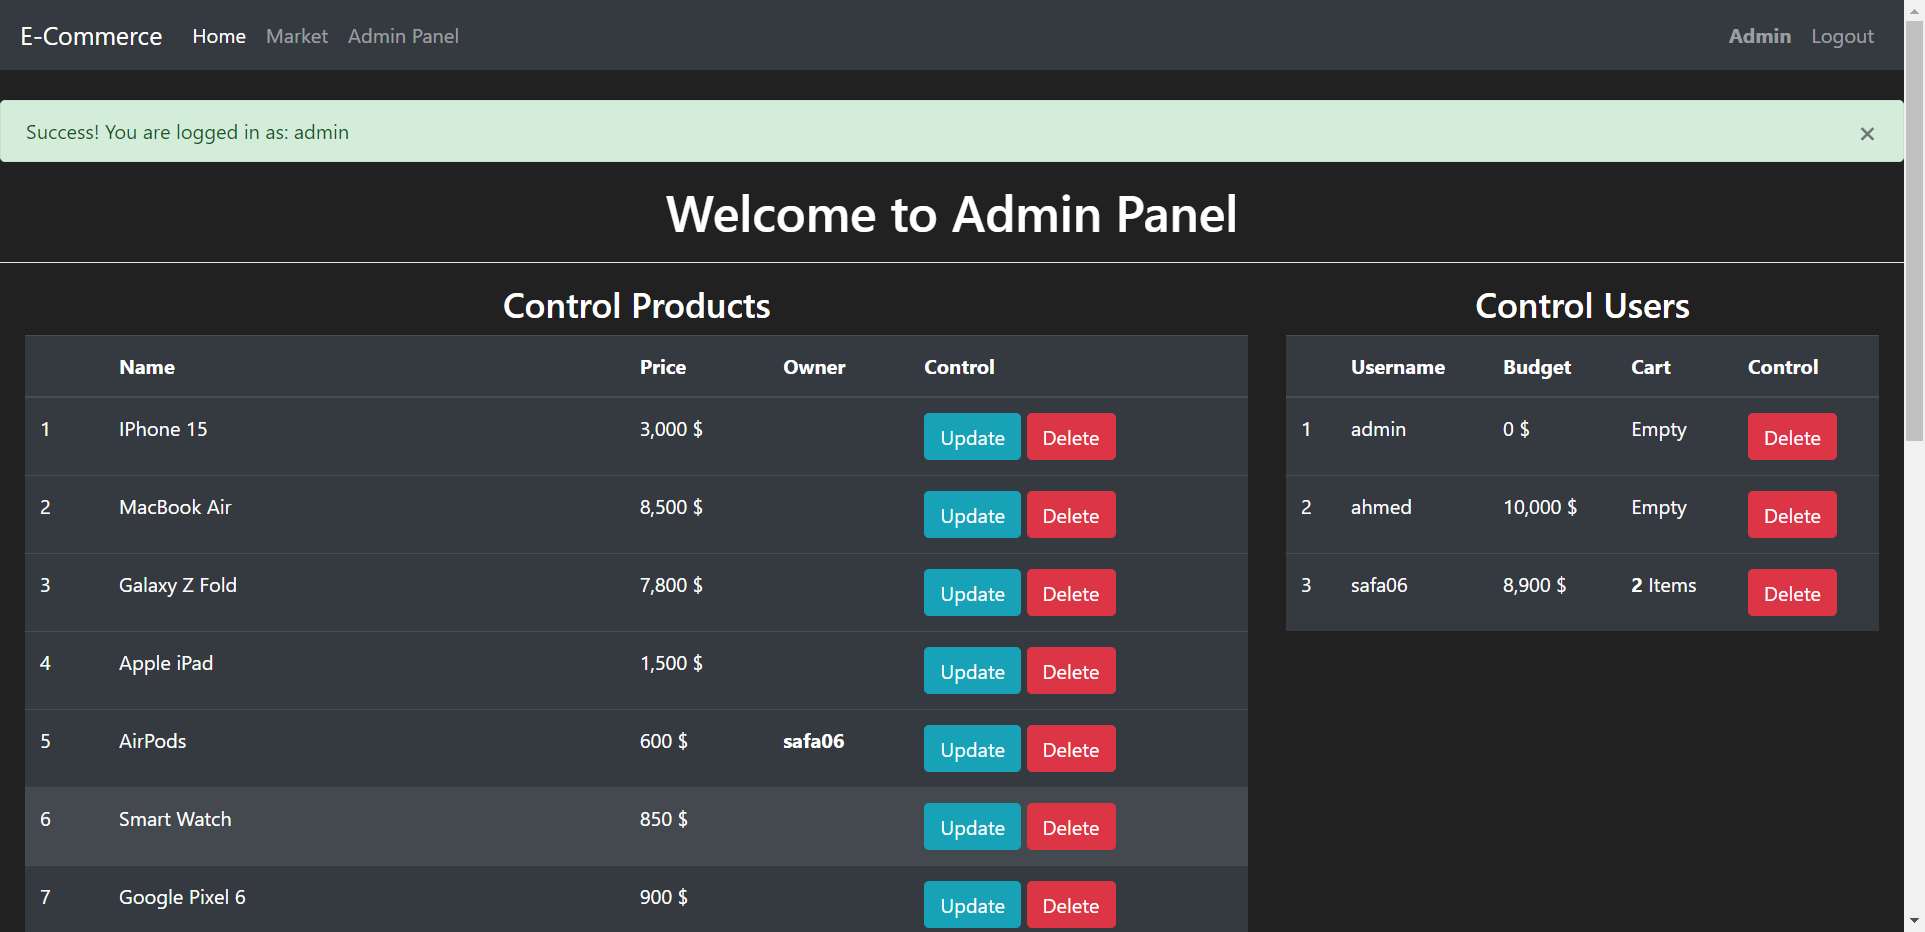 E-Commerce Home Market Admin Panel Admin Logout
Success! You are logged in as: admin ×
Welcome to Admin Panel
Control Products
Name Price Owner Control
1 IPhone 15 3,000 $ Update Delete
2 MacBook Air 8,500 $ Update Delete
3 Galaxy Z Fold 7,800 $ Update Delete
4 Apple iPad 1,500 $ Update Delete
5 AirPods 600 $ safa06 Update Delete
6 Smart Watch 850 $ Update Delete
7 Google Pixel 6 900 $ Update Delete
Control Users
Username Budget Cart Control
1 admin 0 $ Empty Delete
2 ahmed 10,000 $ Empty Delete
3 safa06 8,900 $ 2 Items Delete